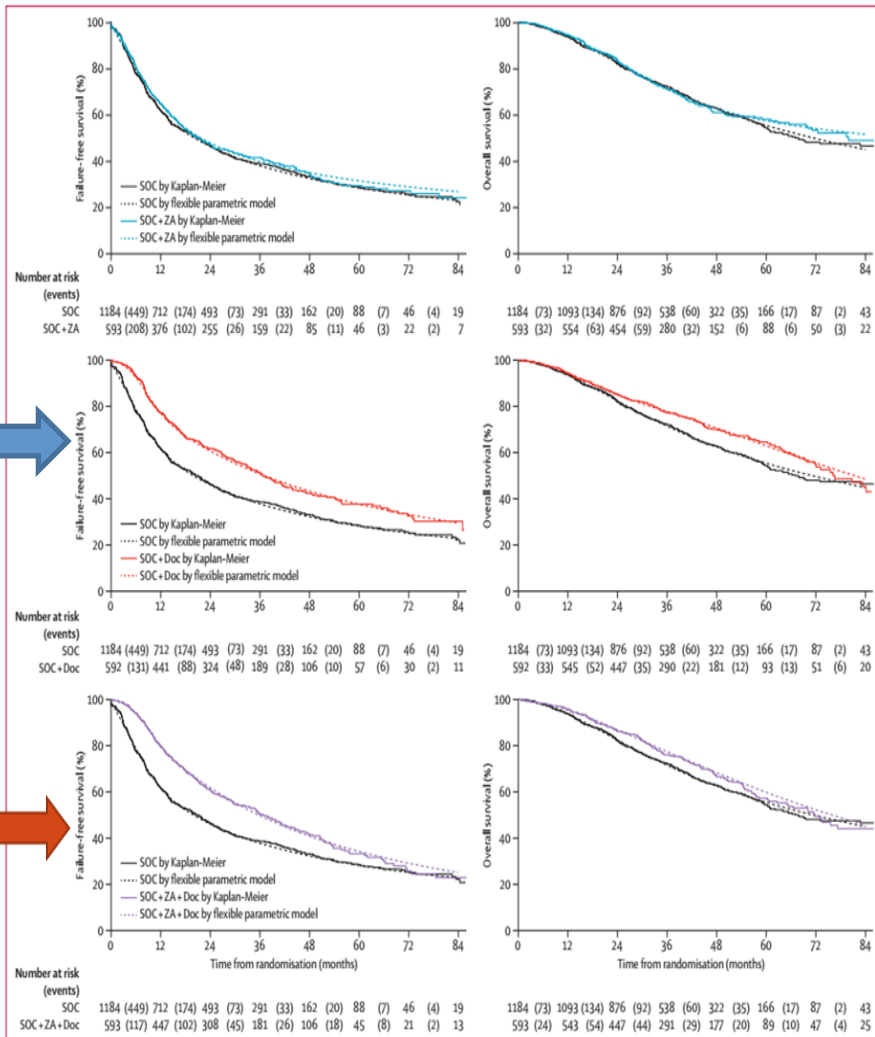 100
80
60
40
20
0
Failure-free survival (%)
SOC by Kaplan-Meier
SOC by flexible parametric model
SOC + ZA by Kaplan-Meier
SOC + ZA by flexible parametric model
0 12 24 36 48 60 72 84
100
80
60
40
20
0
Overall survival (%)
0 12 24 36 48 60 72 84
Number at risk
(events)
SOC 1184 (449) 712 (174) 493 (73) 291 (33) 162 (20) 88 (7) 46 (4) 19 1184 (73) 1093 (134) 876 (92) 538 (60) 322 (35) 166 (17) 87 (2) 43
SOC + ZA 593 (208) 376 (102) 255 (26) 159 (22) 85 (11) 46 (3) 22 (2) 7 593 (32) 554 (63) 454 (59) 280 (32) 152 (6) 88 (6) 50 (3) 22
100
80
60
40
20
0
Failure-free survival (%)
SOC by Kaplan-Meier
SOC by flexible parametric model
SOC + Doc by Kaplan-Meier
SOC + Doc by flexible parametric model
0 12 24 36 48 60 72 84
100
80
60
40
20
0
Overall survival (%)
0 12 24 36 48 60 72 84
Number at risk
(events)
SOC 1184 (449) 712 (174) 493 (73) 291 (33) 162 (20) 88 (7) 46 (4) 19 1184 (73) 1093 (134) 876 (92) 538 (60) 322 (35) 166 (17) 87 (2) 43
SOC + Doc 592 (131) 441 (88) 324 (48) 189 (28) 106 (10) 57 (6) 30 (2) 11 592 (33) 545 (52) 447 (35) 290 (22) 181 (12) 93 (13) 51 (6) 20
100
80
60
40
20
0
Failure-free survival (%)
SOC by Kaplan-Meier
SOC by flexible parametric model
SOC + ZA + Doc by Kaplan-Meier
SOC + ZA + Doc by flexible parametric model
0 12 24 36 48 60 72 84
Time from randomisation (months)
100
80
60
40
20
0
Overall survival (%)
0 12 24 36 48 60 72 84
Time from randomisation (months)
Number at risk
(events)
SOC 1184 (449) 712 (174) 493 (73) 291 (33) 162 (20) 88 (7) 46 (4) 19 1184 (73) 1093 (134) 876 (92) 538 (60) 322 (35) 166 (17) 87 (2) 43
SOC + ZA + Doc 593 (117) 447 (102) 308 (45) 181 (26) 106 (18) 45 (8) 21 (2) 13 593 (24) 543 (54) 447 (44) 291 (29) 177 (20) 89 (10) 47 (4) 25